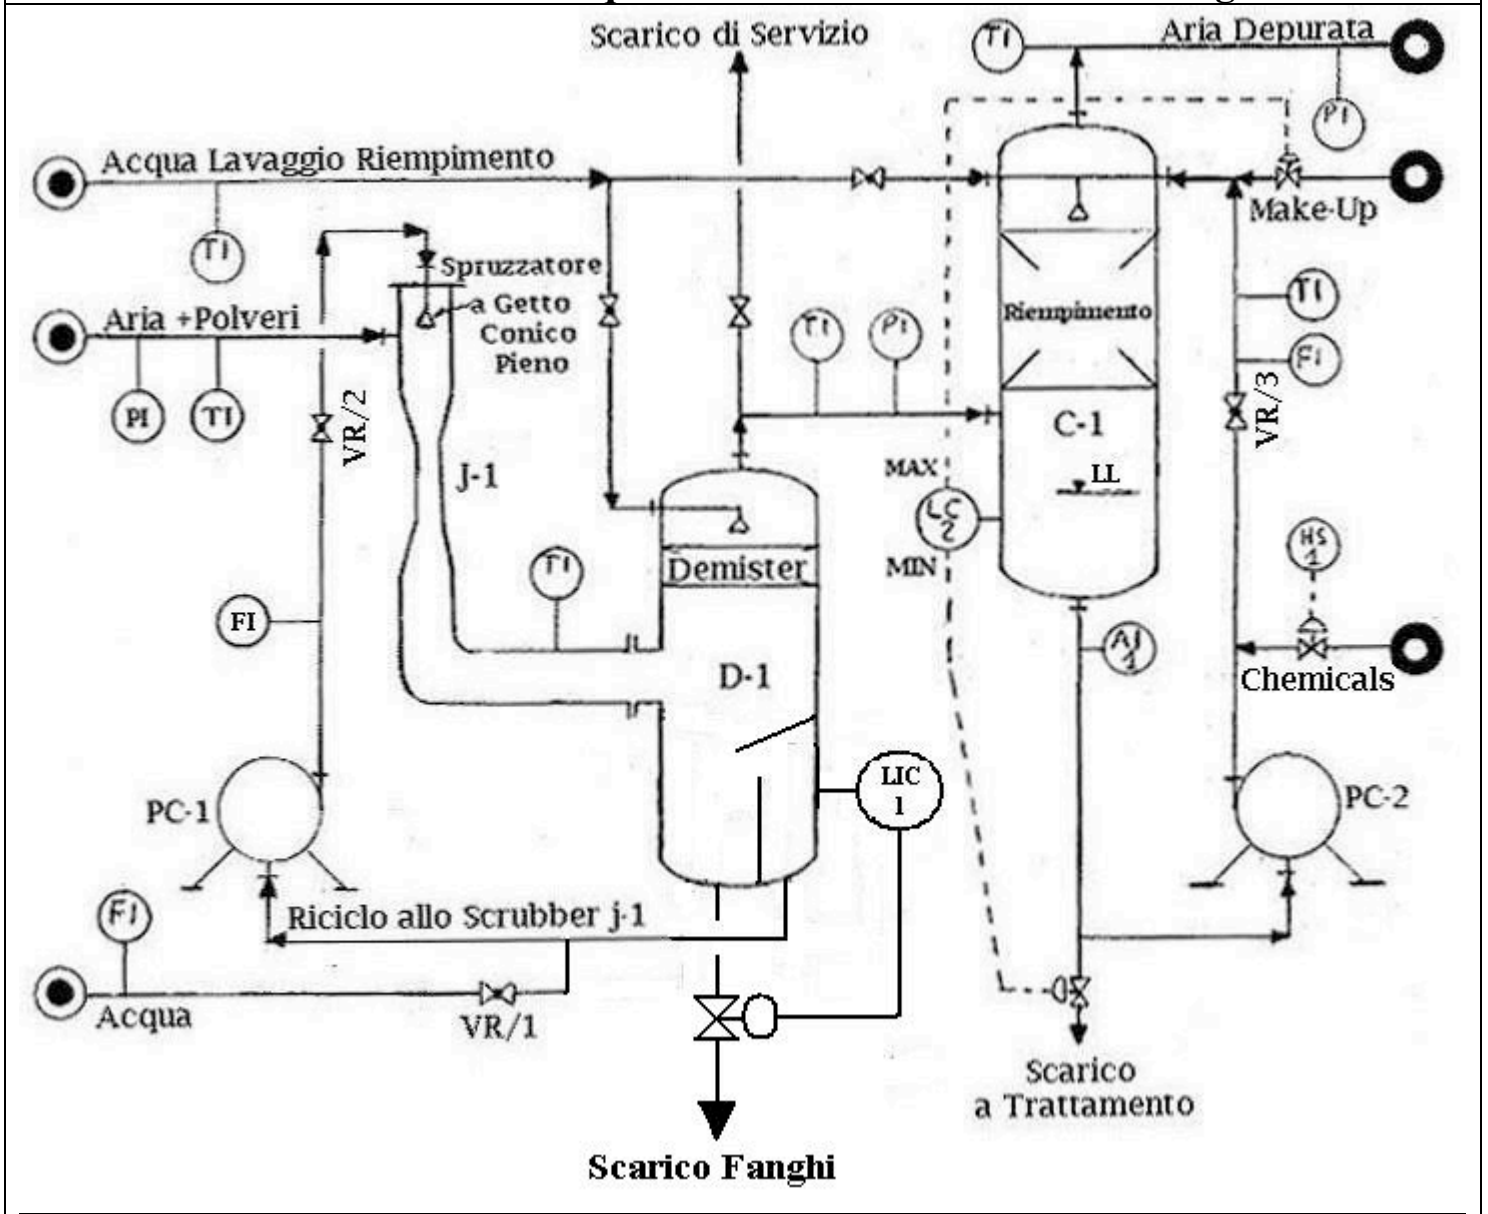 Scarico di Servizio
TI
Aria Depurata
PI
Acqua Lavaggio Riempimento
TI
Make-Up
Spruzzatore
a Getto
Conico
Pieno
Aria +Polveri
PI
TI
VR/2
J-1
TI
PI
Riempimento
TI
FI
VR/3
C-1
LL
MAX
LC
2
MIN
HS
1
TI
Demister
FI
D-1
AI
1
Chemicals
LIC
1
PC-1
PC-2
FI
Riciclo allo Scrubber j-1
Acqua
VR/1
Scarico
a Trattamento
Scarico Fanghi